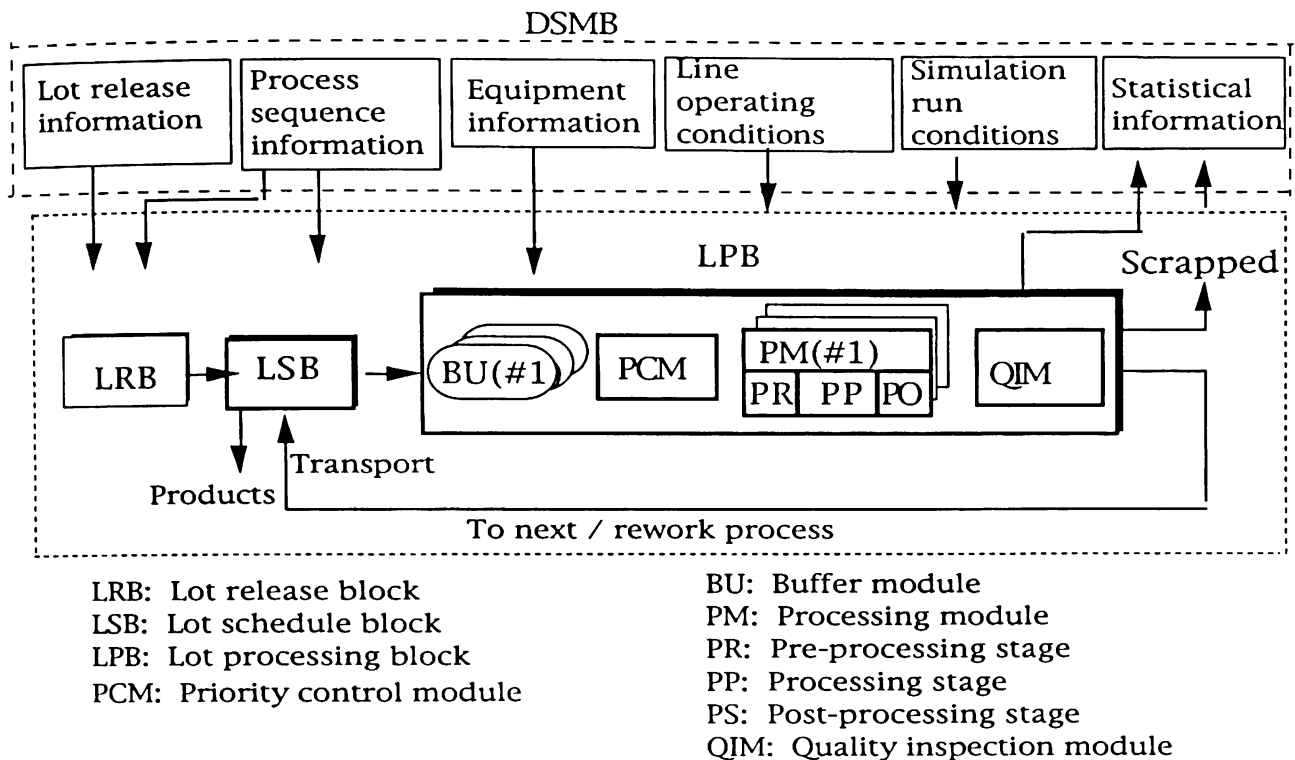 DSMB
Lot release
information
Process
sequence
information
Equipment
information
Line
operating
conditions
Simulation
run
conditions
Statistical
information
LPB
Scrapped
LRB
LSB
BU(#1)
PCM
PM(#1)
PR
PP
PO
QIM
Transport
Products
To next / rework process
LRB: Lot release block
LSB: Lot schedule block
LPB: Lot processing block
PCM: Priority control module
BU: Buffer module
PM: Processing module
PR: Pre-processing stage
PP: Processing stage
PS: Post-processing stage
QIM: Quality inspection module